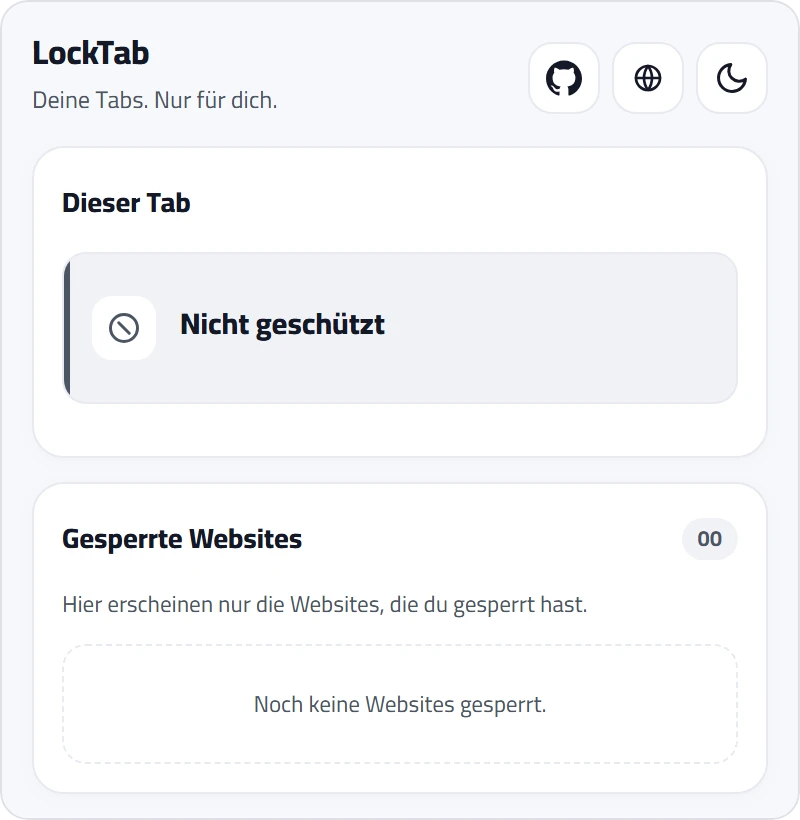 LockTab
Deine Tabs. Nur für dich.
Dieser Tab
Nicht geschützt
Gesperrte Websites
00
Hier erscheinen nur die Websites, die du gesperrt hast.
Noch keine Websites gesperrt.